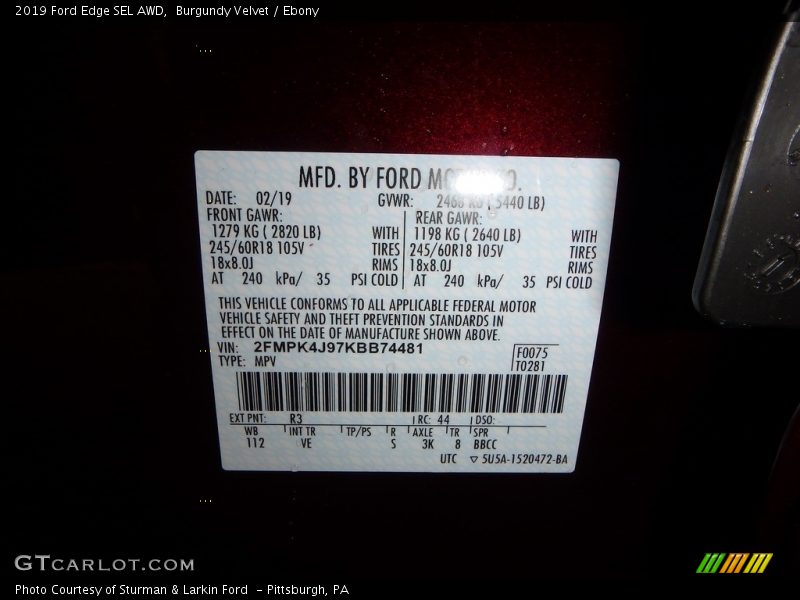 2019 Ford Edge SEL AWD,  Burgundy Velvet / Ebony
MFD. BY FORD MOTOR CO.
DATE: 02/19 GVWR: 2468 KG ( 5440 LB)
FRONT GAWR: REAR GAWR:
1279 KG ( 2820 LB) WITH 1198 KG ( 2640 LB) WITH
245/60R18 105V TIRES 245/60R18 105V TIRES
18x8.0J RIMS 18x8.0J RIMS
AT 240 kPa/ 35 PSI COLD AT 240 kPa/ 35 PSI COLD
THIS VEHICLE CONFORMS TO ALL APPLICABLE FEDERAL MOTOR
VEHICLE SAFETY AND THEFT PREVENTION STANDARDS IN
EFFECT ON THE DATE OF MANUFACTURE SHOWN ABOVE.
VIN: 2FMPK4J97KBB74481 F0075
TYPE: MPV T0281
EXT PNT: R3 RC: 44 DSO:
WB INT TR TP/PS R AXLE TR SPR
112 VE S 3K 8 BBCC
UTC ▽ 5U5A-1520472-BA
GTCARLOT.COM
Photo Courtesy of Sturman & Larkin Ford  - Pittsburgh, PA